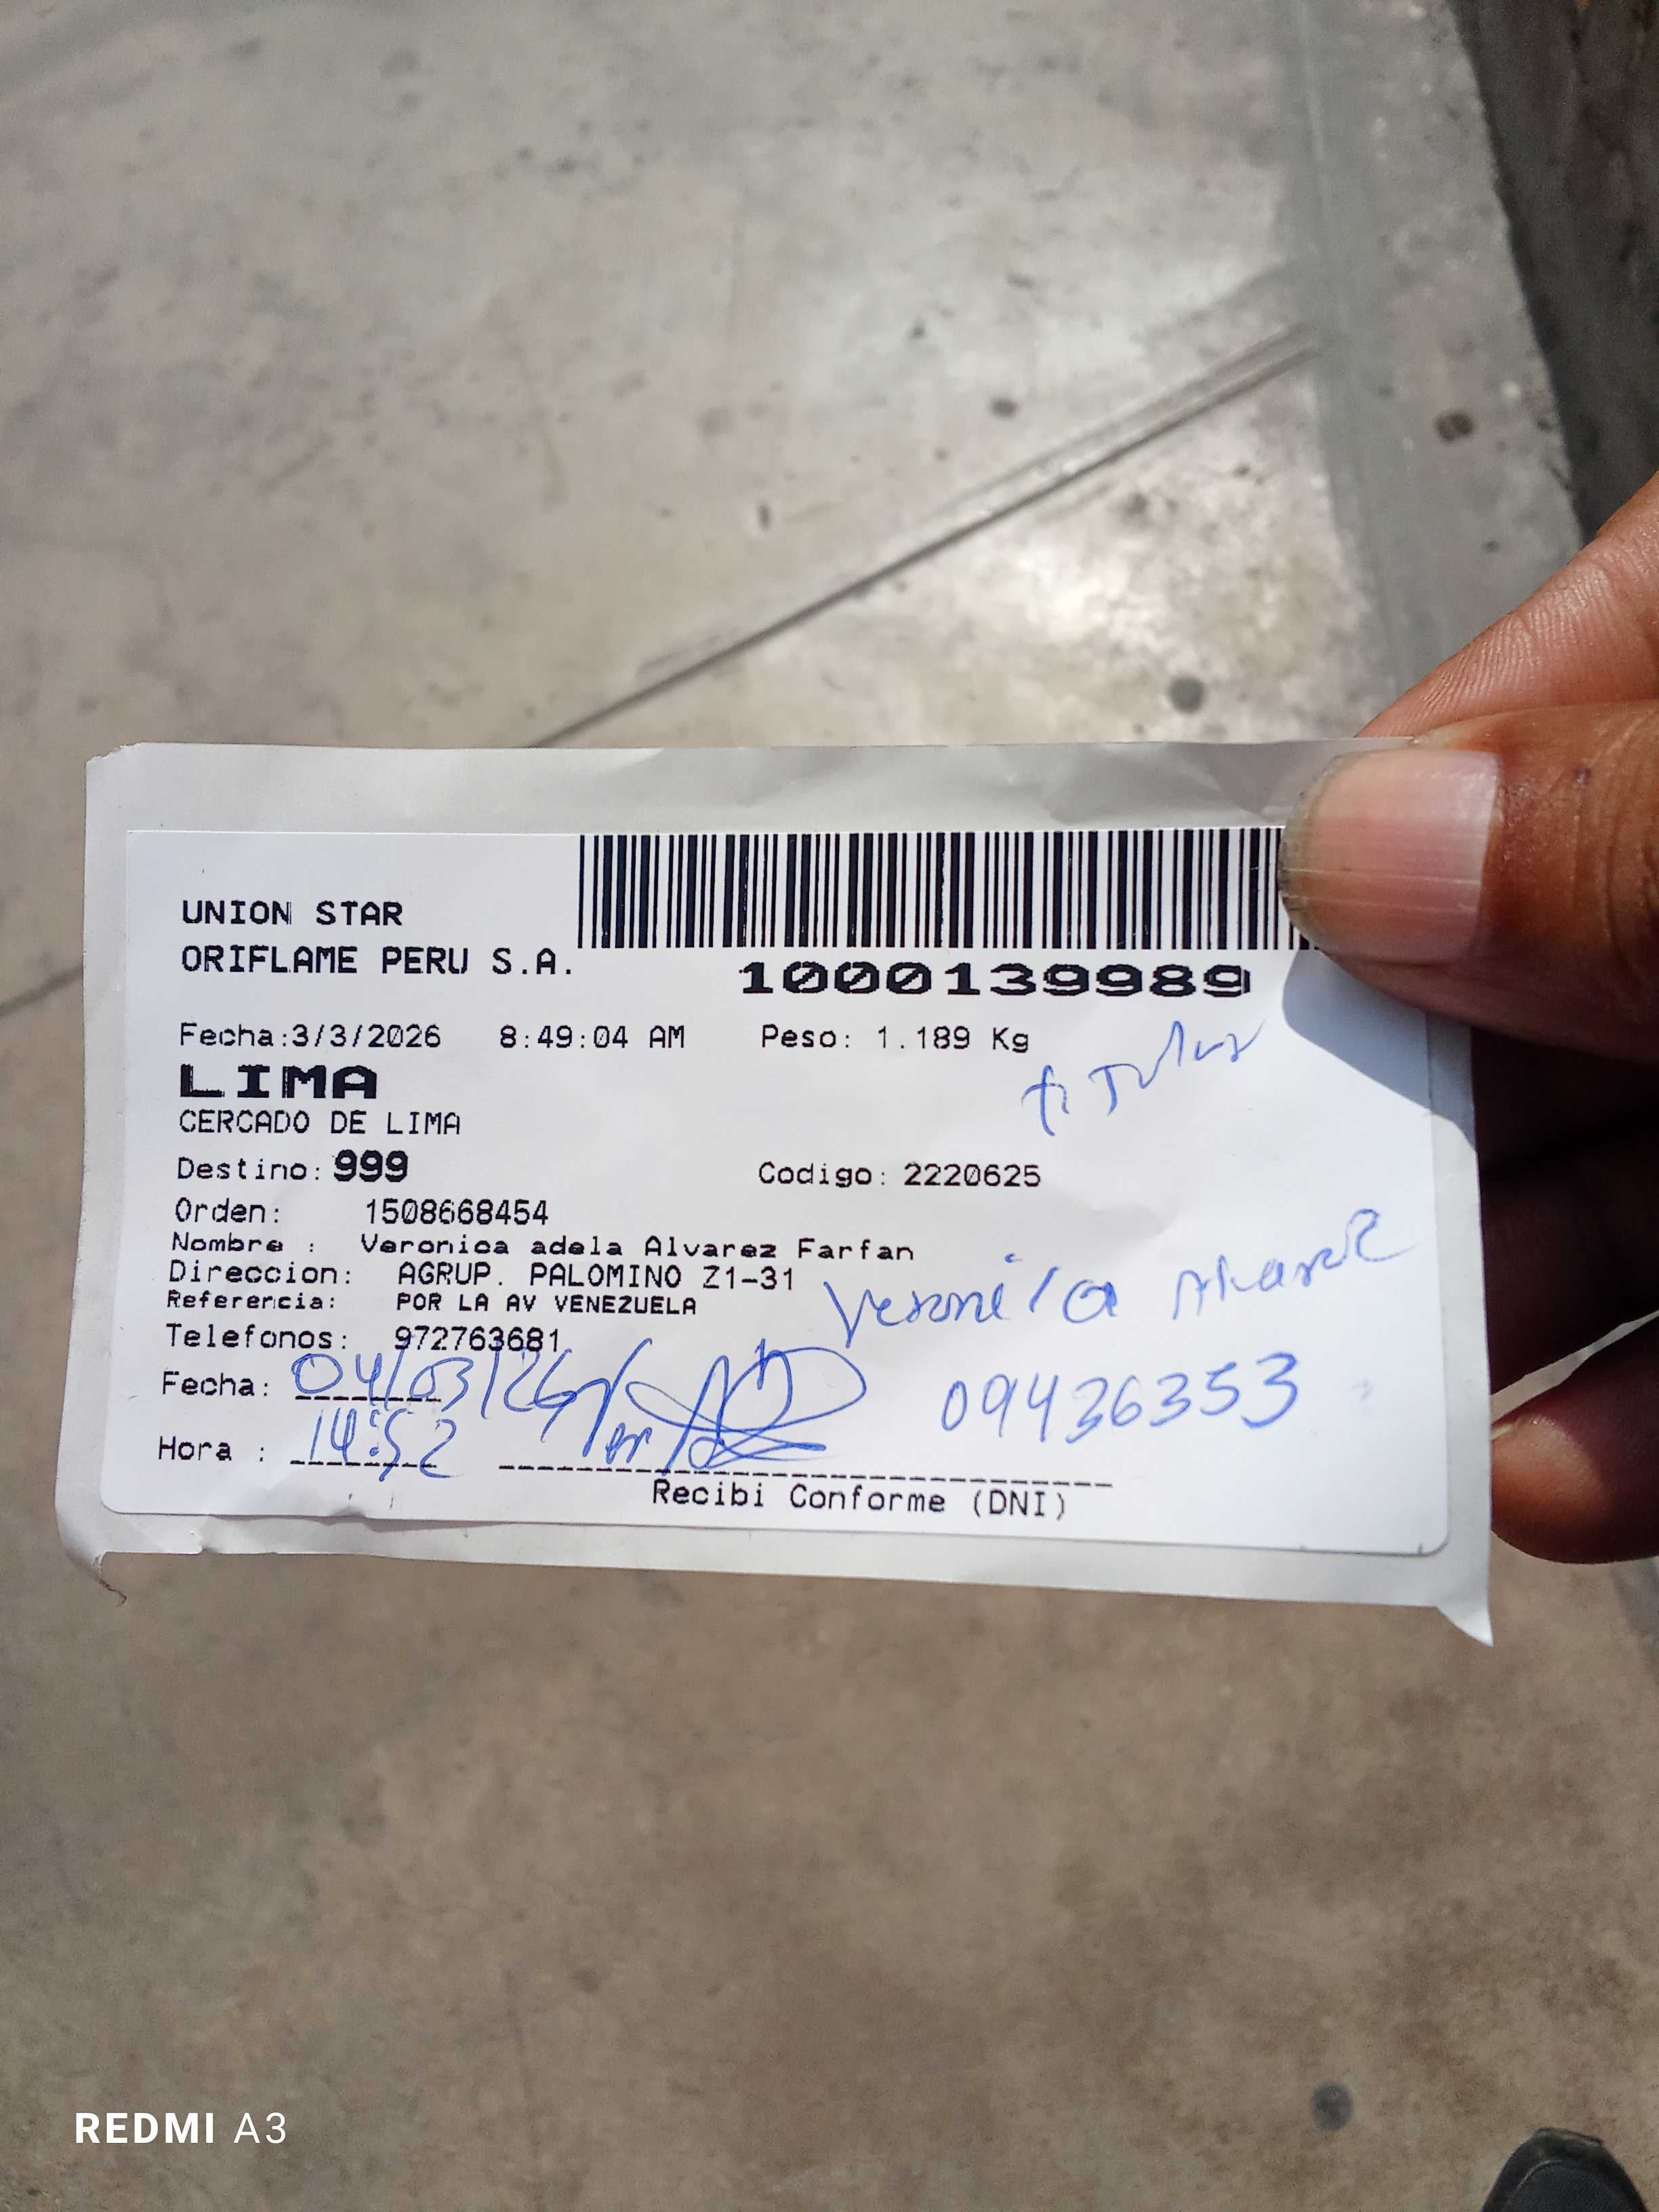 UNION STAR
ORIFLAME PERU S.A.
1000139989
Fecha:3/3/2026 8:49:04 AM Peso: 1.189 Kg
LIMA
titular
CERCADO DE LIMA
Destino: 999 Codigo: 2220625
Orden: 1508668454
Nombre : Veronica adela Alvarez Farfan
Direccion: AGRUP. PALOMINO Z1-31
Veronica
Referencia: POR LA AV VENEZUELA
Telefonos: 972763681
Fecha: 04/03/26
09436353
Hora : 14:52
Recibi Conforme (DNI)
REDMI A3